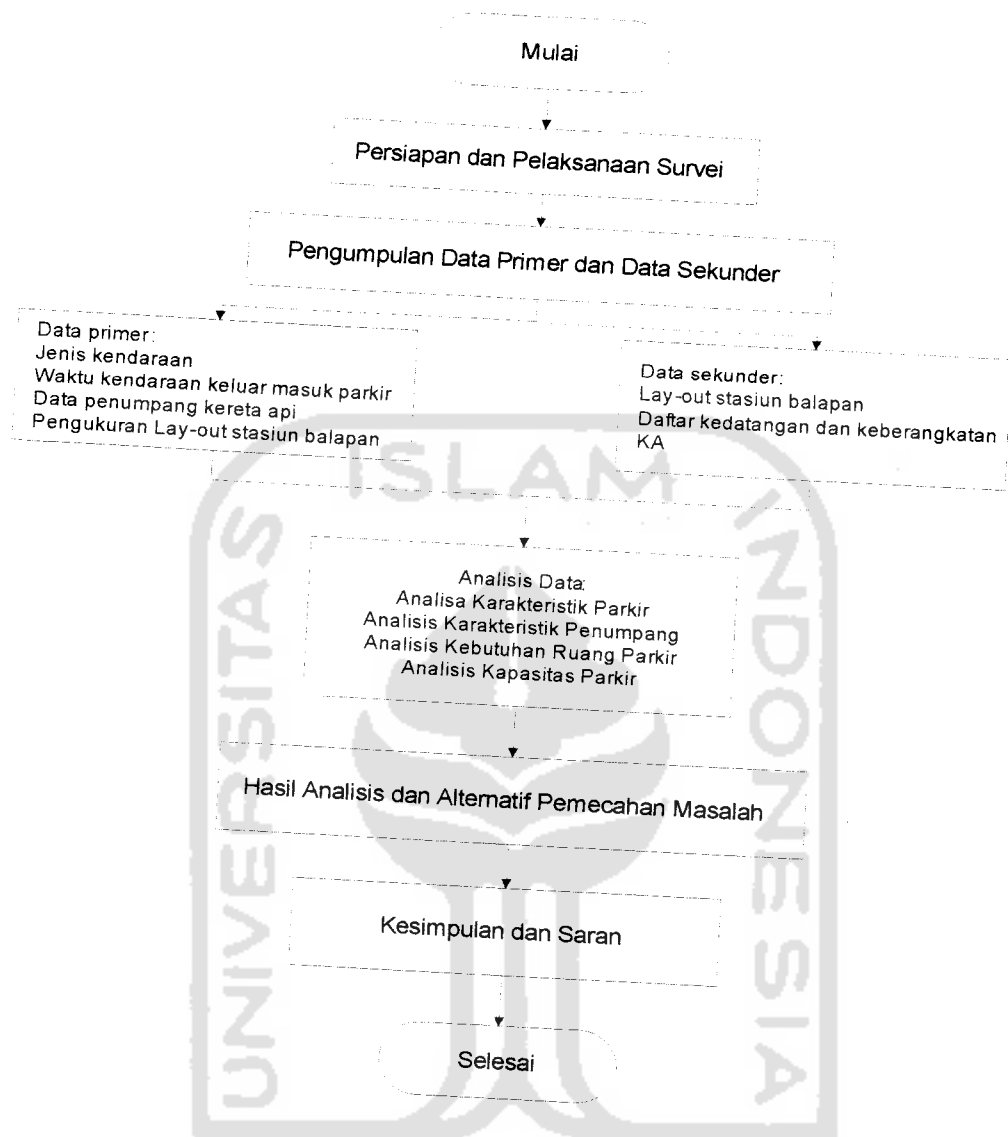 Mulai
Persiapan dan Pelaksanaan Survei
Pengumpulan Data Primer dan Data Sekunder
Data primer:
Jenis kendaraan
Waktu kendaraan keluar masuk parkir
Data penumpang kereta api
Pengukuran Lay-out stasiun balapan
Data sekunder:
Lay-out stasiun balapan
Daftar kedatangan dan keberangkatan
KA
Analisis Data:
Analisa Karakteristik Parkir
Analisis Karakteristik Penumpang
Analisis Kebutuhan Ruang Parkir
Analisis Kapasitas Parkir
Hasil Analisis dan Alternatif Pemecahan Masalah
Kesimpulan dan Saran
Selesai
UNIVERSITAS
ISLAM
INDONESIA